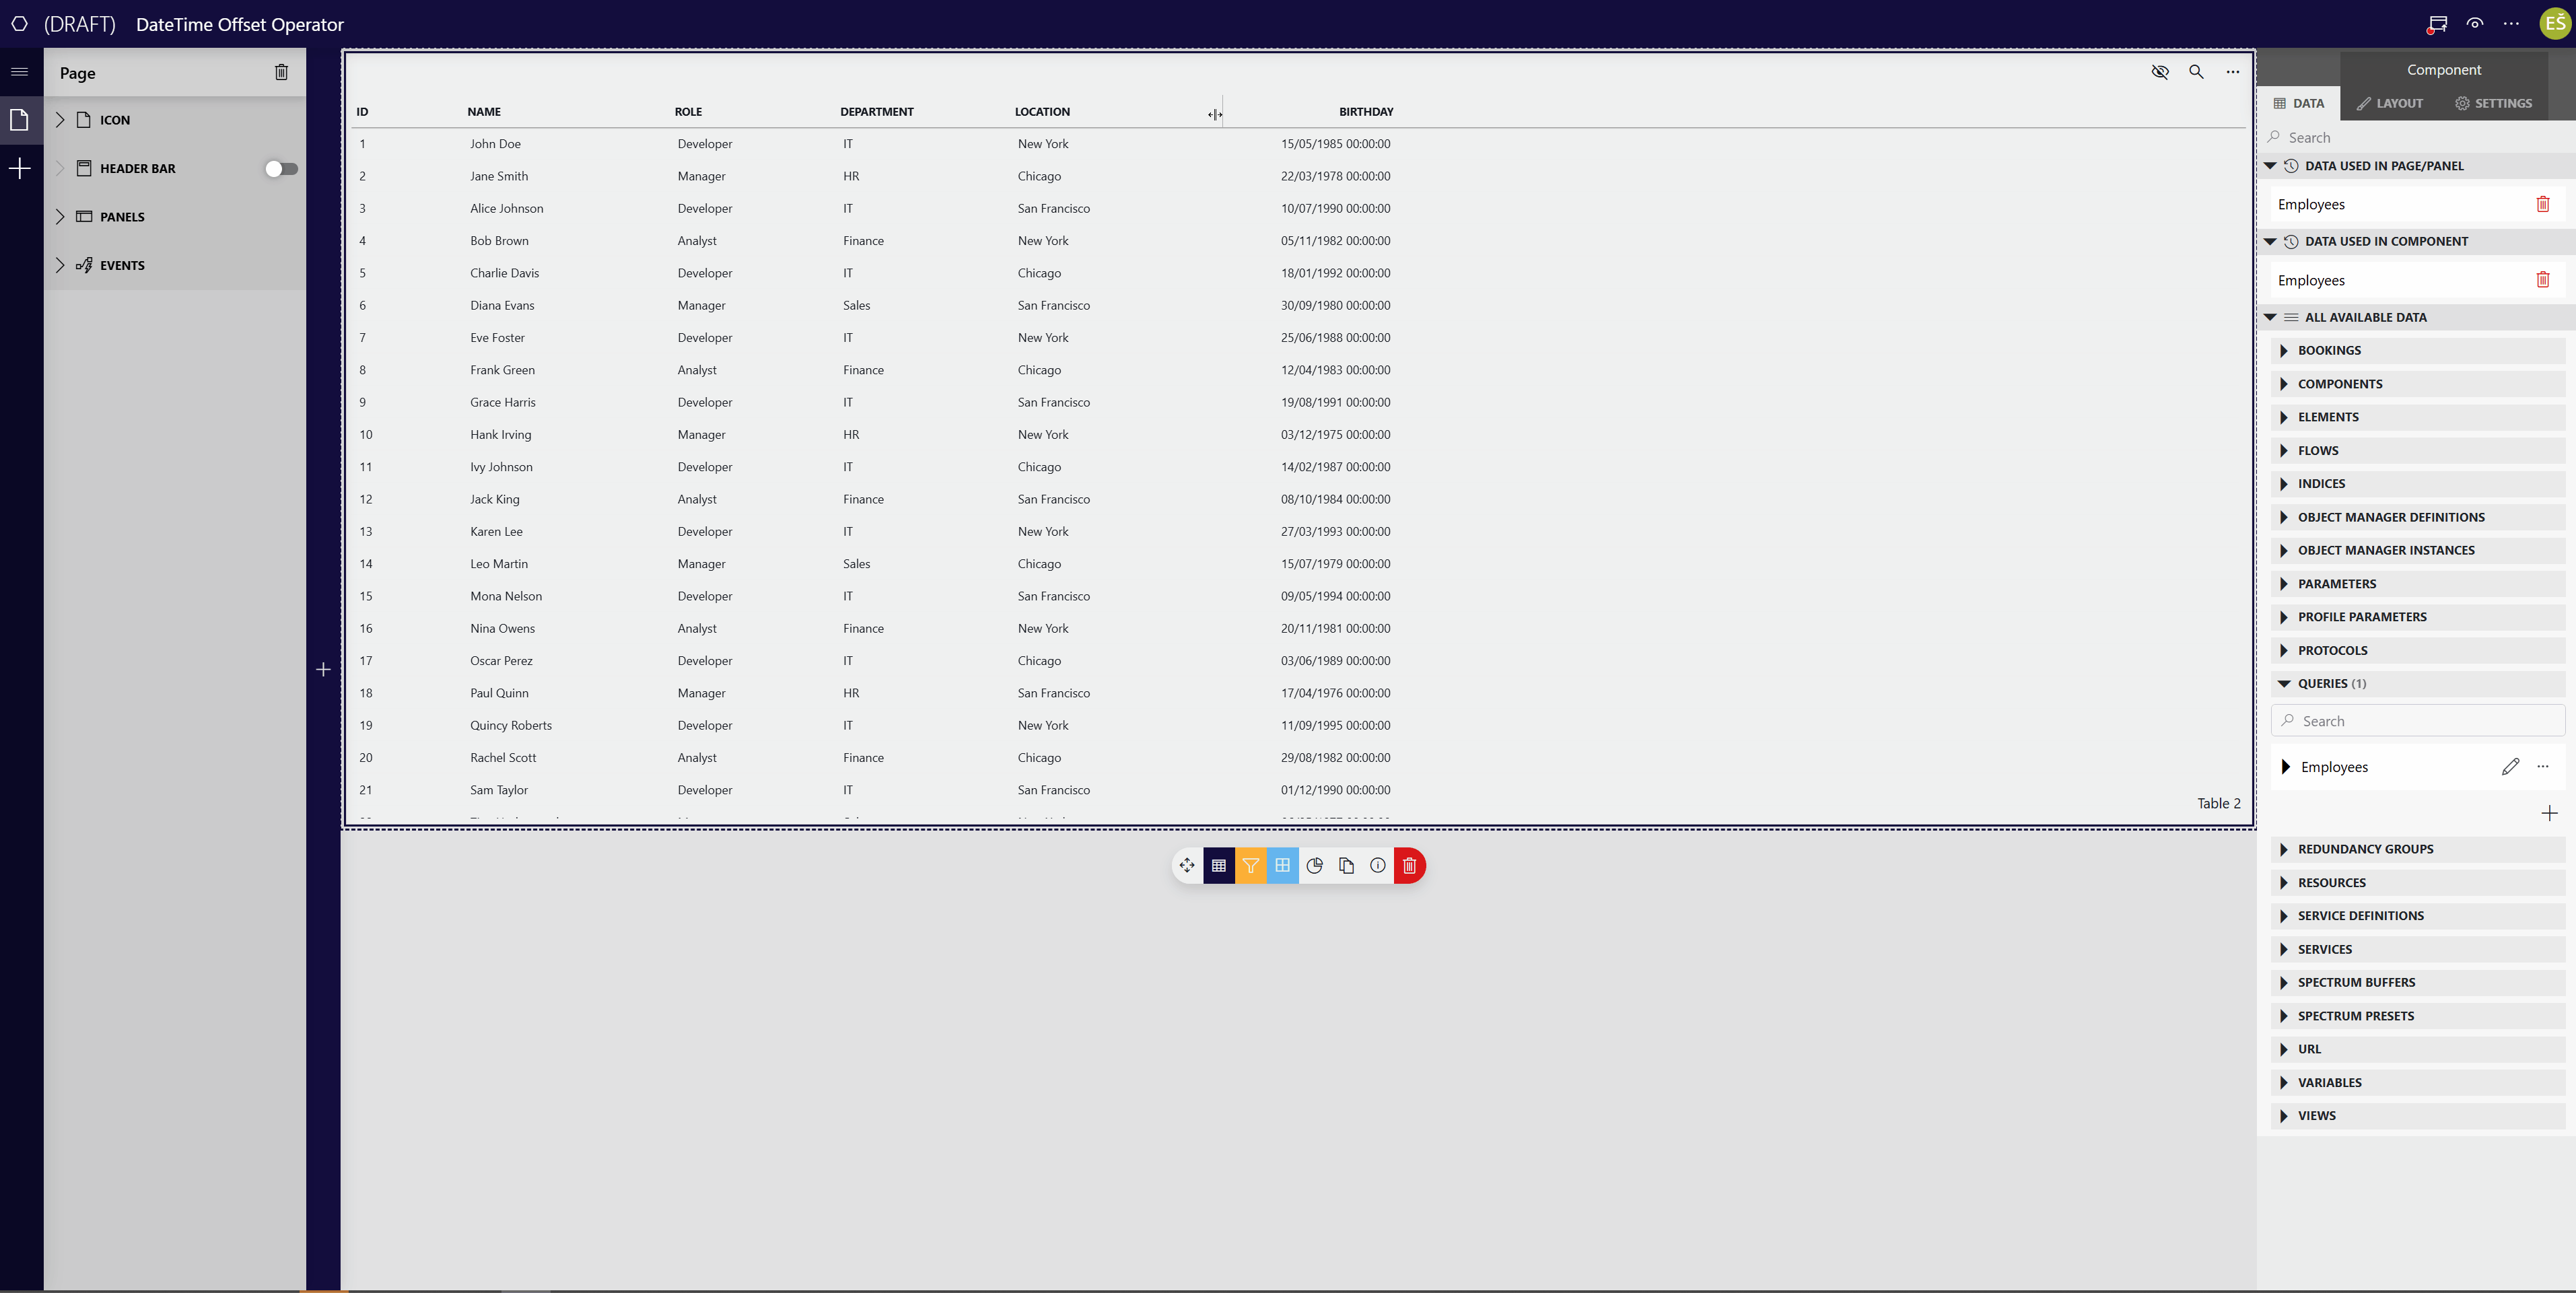 (DRAFT) DateTime Offset Operator
EŠ
Page
ICON
HEADER BAR
PANELS
EVENTS
ID NAME ROLE DEPARTMENT LOCATION BIRTHDAY
1 John Doe Developer IT New York 15/05/1985 00:00:00
2 Jane Smith Manager HR Chicago 22/03/1978 00:00:00
3 Alice Johnson Developer IT San Francisco 10/07/1990 00:00:00
4 Bob Brown Analyst Finance New York 05/11/1982 00:00:00
5 Charlie Davis Developer IT Chicago 18/01/1992 00:00:00
6 Diana Evans Manager Sales San Francisco 30/09/1980 00:00:00
7 Eve Foster Developer IT New York 25/06/1988 00:00:00
8 Frank Green Analyst Finance Chicago 12/04/1983 00:00:00
9 Grace Harris Developer IT San Francisco 19/08/1991 00:00:00
10 Hank Irving Manager HR New York 03/12/1975 00:00:00
11 Ivy Johnson Developer IT Chicago 14/02/1987 00:00:00
12 Jack King Analyst Finance San Francisco 08/10/1984 00:00:00
13 Karen Lee Developer IT New York 27/03/1993 00:00:00
14 Leo Martin Manager Sales Chicago 15/07/1979 00:00:00
15 Mona Nelson Developer IT San Francisco 09/05/1994 00:00:00
16 Nina Owens Analyst Finance New York 20/11/1981 00:00:00
17 Oscar Perez Developer IT Chicago 03/06/1989 00:00:00
18 Paul Quinn Manager HR San Francisco 17/04/1976 00:00:00
19 Quincy Roberts Developer IT New York 11/09/1995 00:00:00
20 Rachel Scott Analyst Finance Chicago 29/08/1982 00:00:00
21 Sam Taylor Developer IT San Francisco 01/12/1990 00:00:00
Table 2
Component
DATA LAYOUT SETTINGS
Search
DATA USED IN PAGE/PANEL
Employees
DATA USED IN COMPONENT
Employees
ALL AVAILABLE DATA
BOOKINGS
COMPONENTS
ELEMENTS
FLOWS
INDICES
OBJECT MANAGER DEFINITIONS
OBJECT MANAGER INSTANCES
PARAMETERS
PROFILE PARAMETERS
PROTOCOLS
QUERIES (1)
Search
Employees
REDUNDANCY GROUPS
RESOURCES
SERVICE DEFINITIONS
SERVICES
SPECTRUM BUFFERS
SPECTRUM PRESETS
URL
VARIABLES
VIEWS